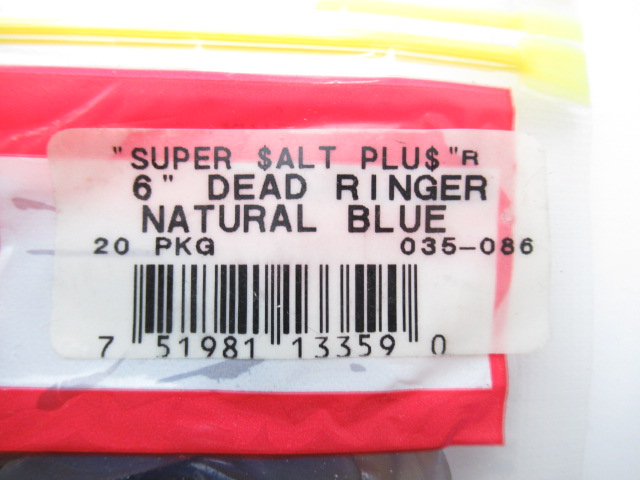 "SUPER $ALT PLU$"R
6" DEAD RINGER
NATURAL BLUE
20 PKG 035-086
7 51981 13359 0